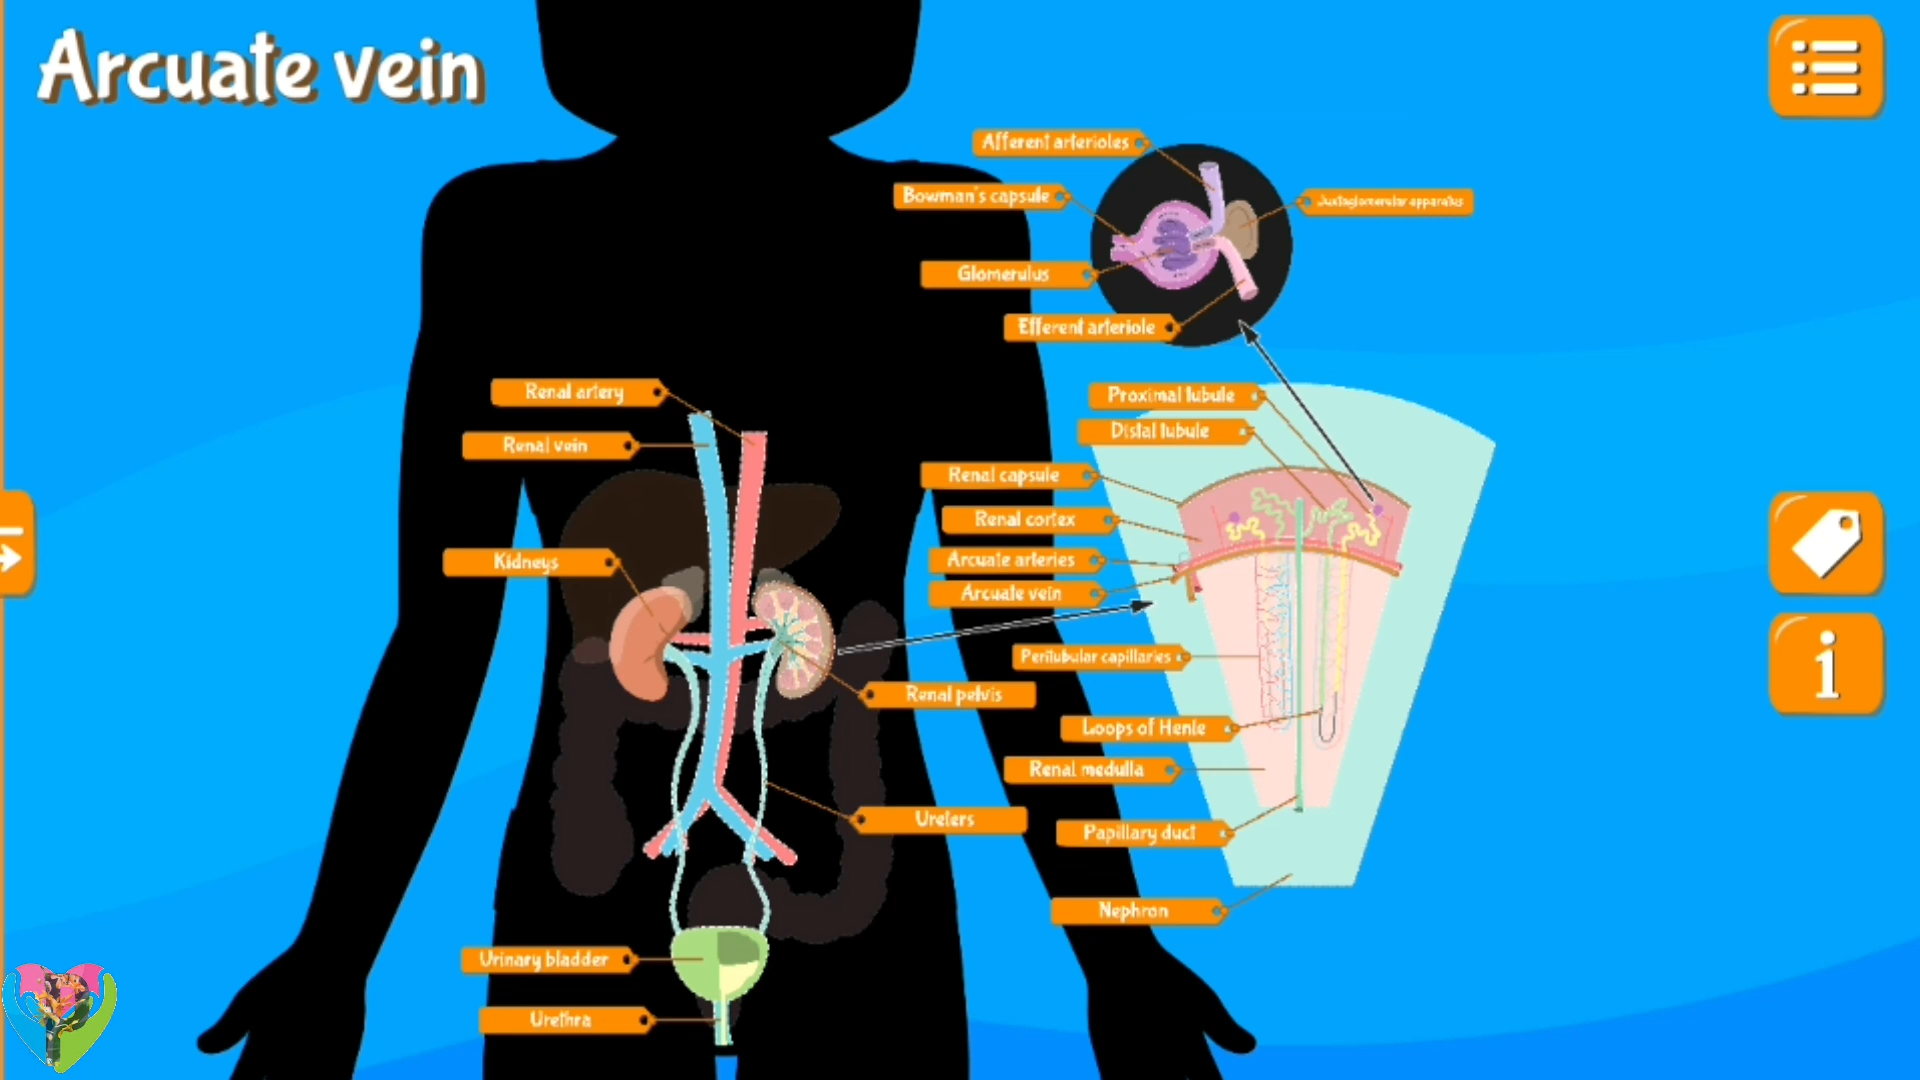 Arcuate vein
Afferent arterioles
Bowman's capsule
Juxtaglomerular apparatus
Glomerulus
Efferent arteriole
Renal artery
Renal vein
Kidneys
Proximal tubule
Distal tubule
Renal capsule
Renal cortex
Arcuate arteries
Arcuate vein
Peritubular capillaries
Renal pelvis
Loops of Henle
Renal medulla
Ureters
Papillary duct
Nephron
Urinary bladder
Urethra
i